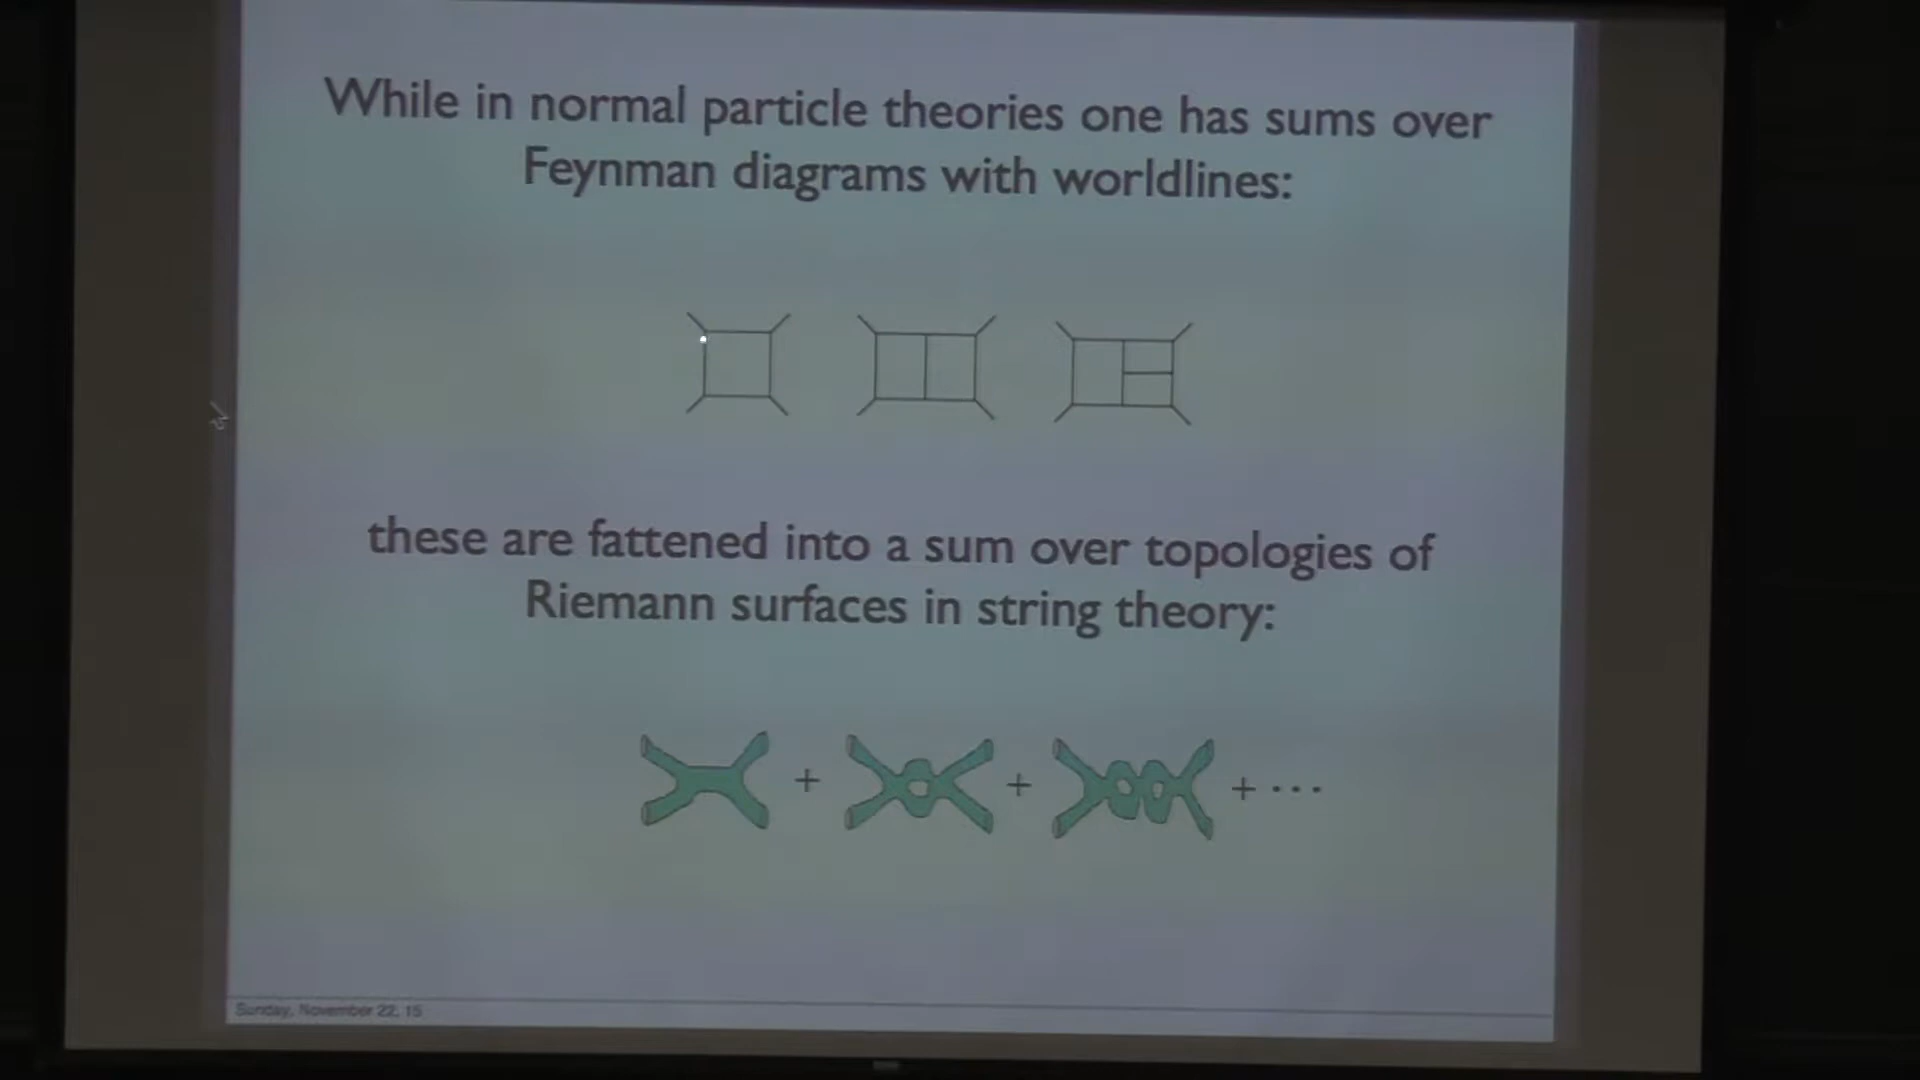 While in normal particle theories one has sums over
Feynman diagrams with worldlines:
these are fattened into a sum over topologies of
Riemann surfaces in string theory:
+ + + ···
Sunday, November 22, 15